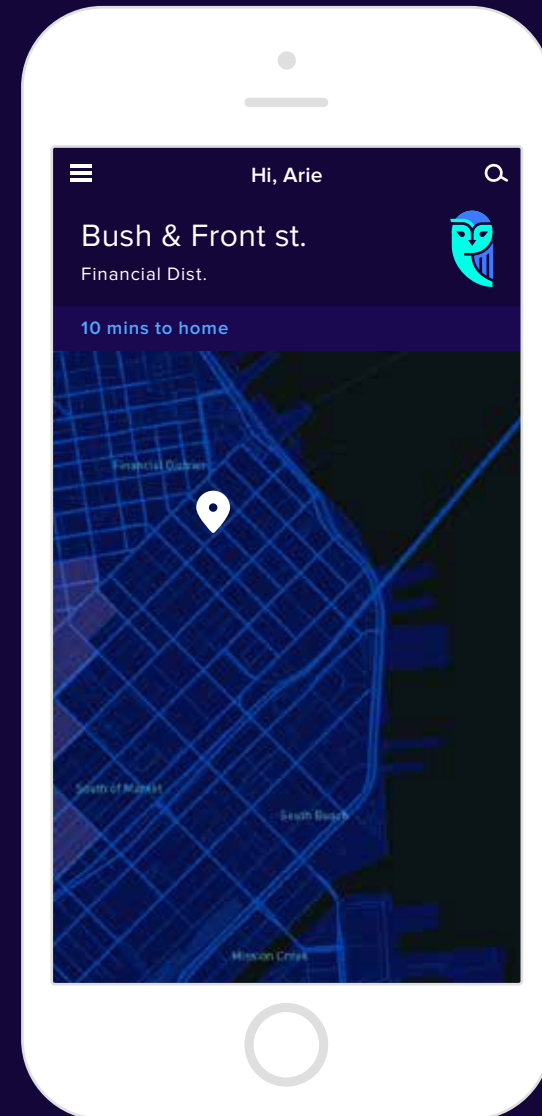 Hi, Arie
Bush & Front st.
Financial Dist.
10 mins to home
Financial District
South of Market
South Beach
Mission Creek